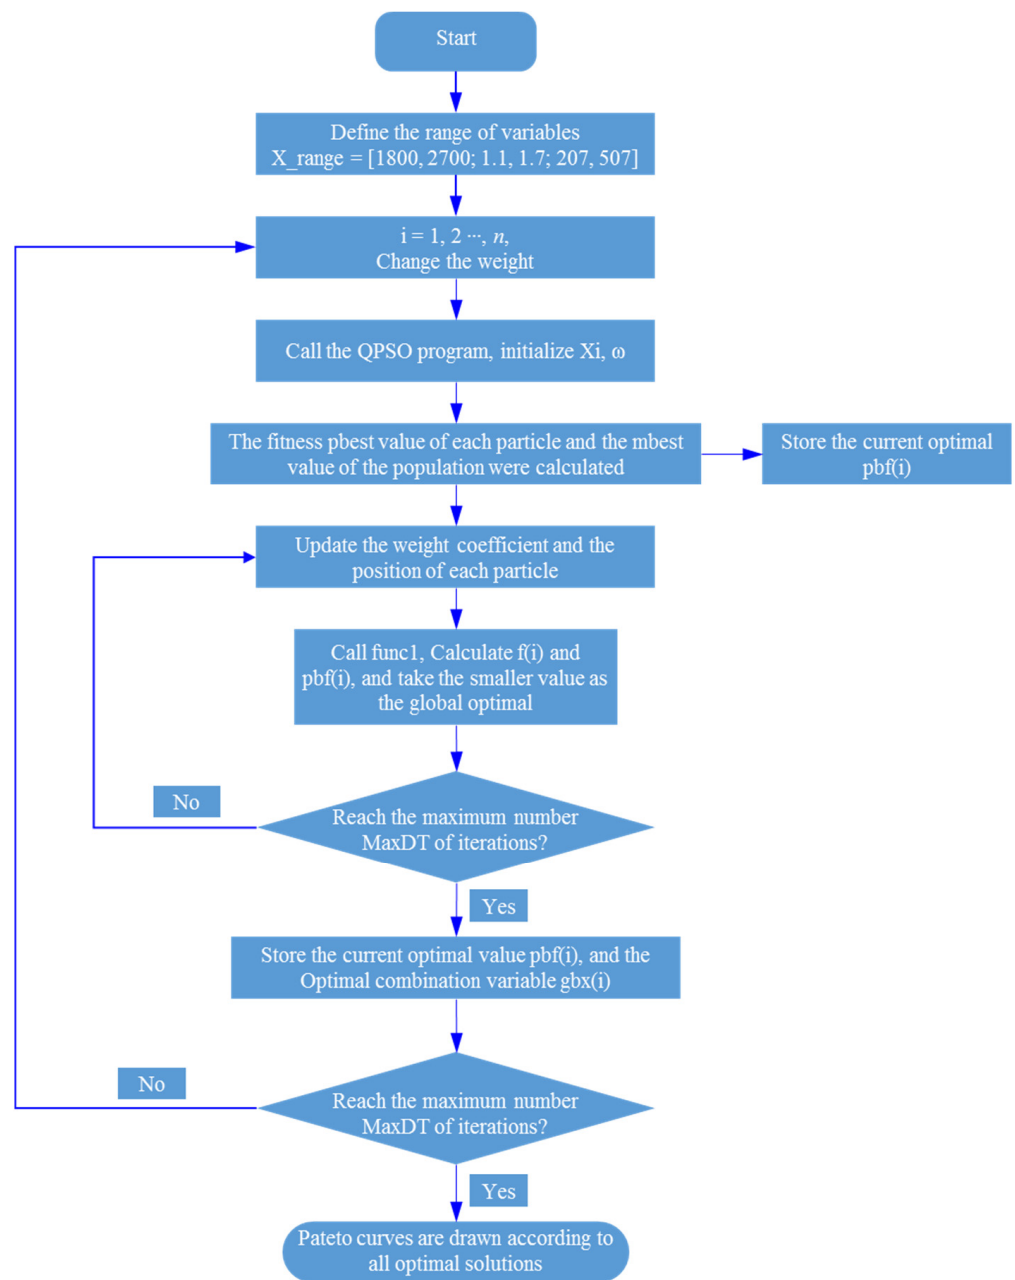 Start
Define the range of variables
X_range = [1800, 2700; 1.1, 1.7; 207, 507]
i = 1, 2 ···, n,
Change the weight
Call the QPSO program, initialize Xi, ω
The fitness pbest value of each particle and the mbest
value of the population were calculated
Store the current optimal
pbf(i)
Update the weight coefficient and the
position of each particle
Call func1, Calculate f(i) and
pbf(i), and take the smaller value as
the global optimal
No
Reach the maximum number
MaxDT of iterations?
Yes
Store the current optimal value pbf(i), and the
Optimal combination variable gbx(i)
No
Reach the maximum number
MaxDT of iterations?
Yes
Pateto curves are drawn according to
all optimal solutions